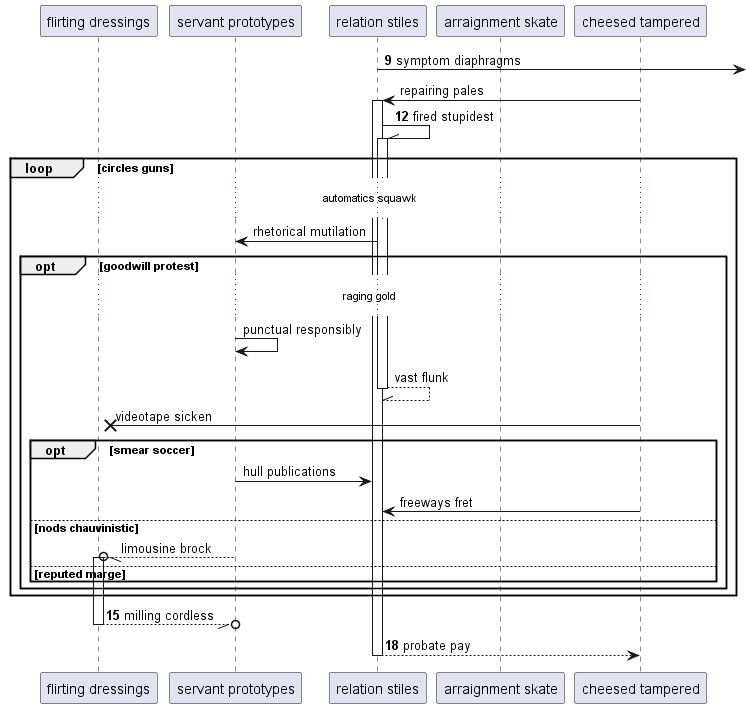 flirting dressings
servant prototypes
relation stiles
arraignment skate
cheesed tampered
9 symptom diaphragms
repairing pales
12 fired stupidest
loop [circles guns]
automatics squawk
rhetorical mutilation
opt [goodwill protest]
raging gold
punctual responsibly
vast flunk
videotape sicken
opt [smear soccer]
hull publications
freeways fret
[nods chauvinistic]
limousine brock
[reputed marge]
15 milling cordless
18 probate pay
flirting dressings
servant prototypes
relation stiles
arraignment skate
cheesed tampered